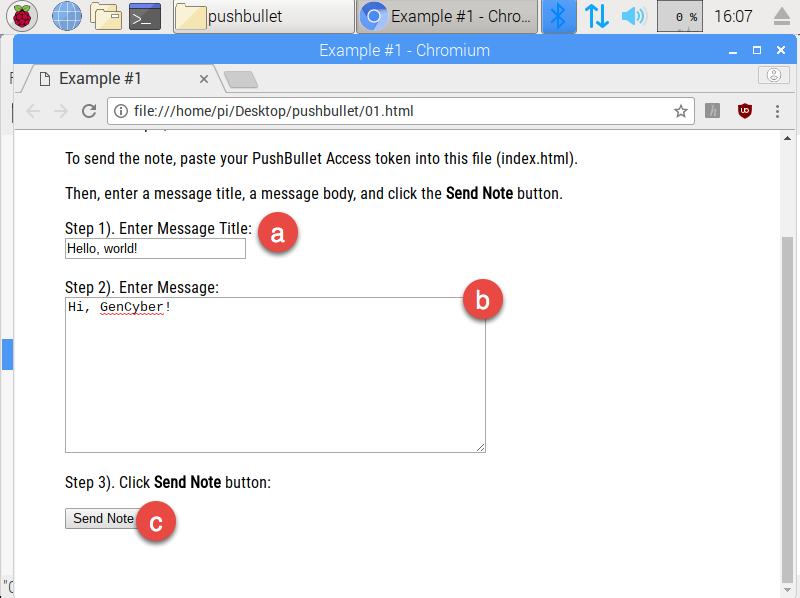 pushbullet
Example #1 - Chro...
0 %
16:07
Example #1 - Chromium
Example #1
file:///home/pi/Desktop/pushbullet/01.html
To send the note, paste your PushBullet Access token into this file (index.html).
Then, enter a message title, a message body, and click the Send Note button.
Step 1). Enter Message Title:
a
Hello, world!
Step 2). Enter Message:
b
Hi, GenCyber!
Step 3). Click Send Note button:
Send Note
c